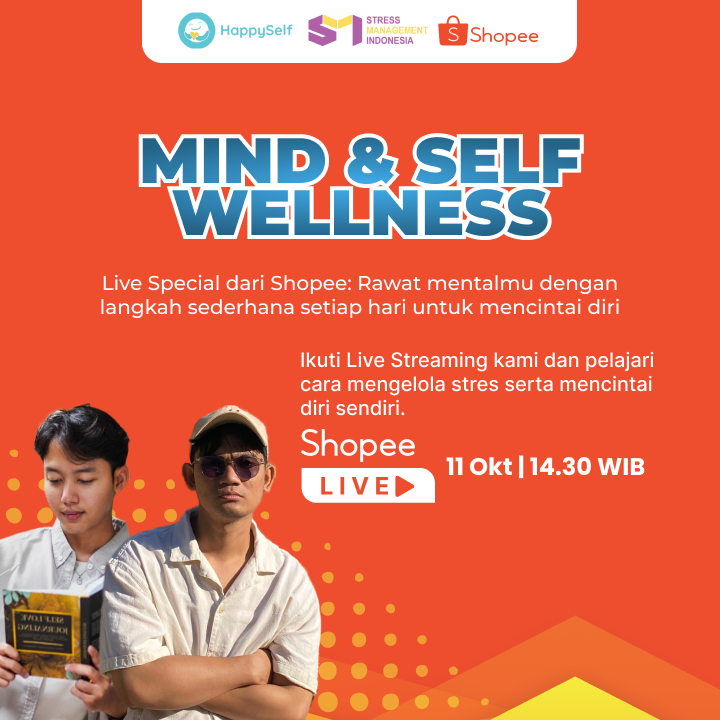 HappySelf
STRESS
MANAGEMENT
INDONESIA
Shopee
MIND & SELF
WELLNESS
Live Special dari Shopee: Rawat mentalmu dengan
langkah sederhana setiap hari untuk mencintai diri
Ikuti Live Streaming kami dan pelajari
cara mengelola stres serta mencintai
diri sendiri.
Shopee
LIVE
11 Okt | 14.30 WIB
SELF LOVE
JOURNALING